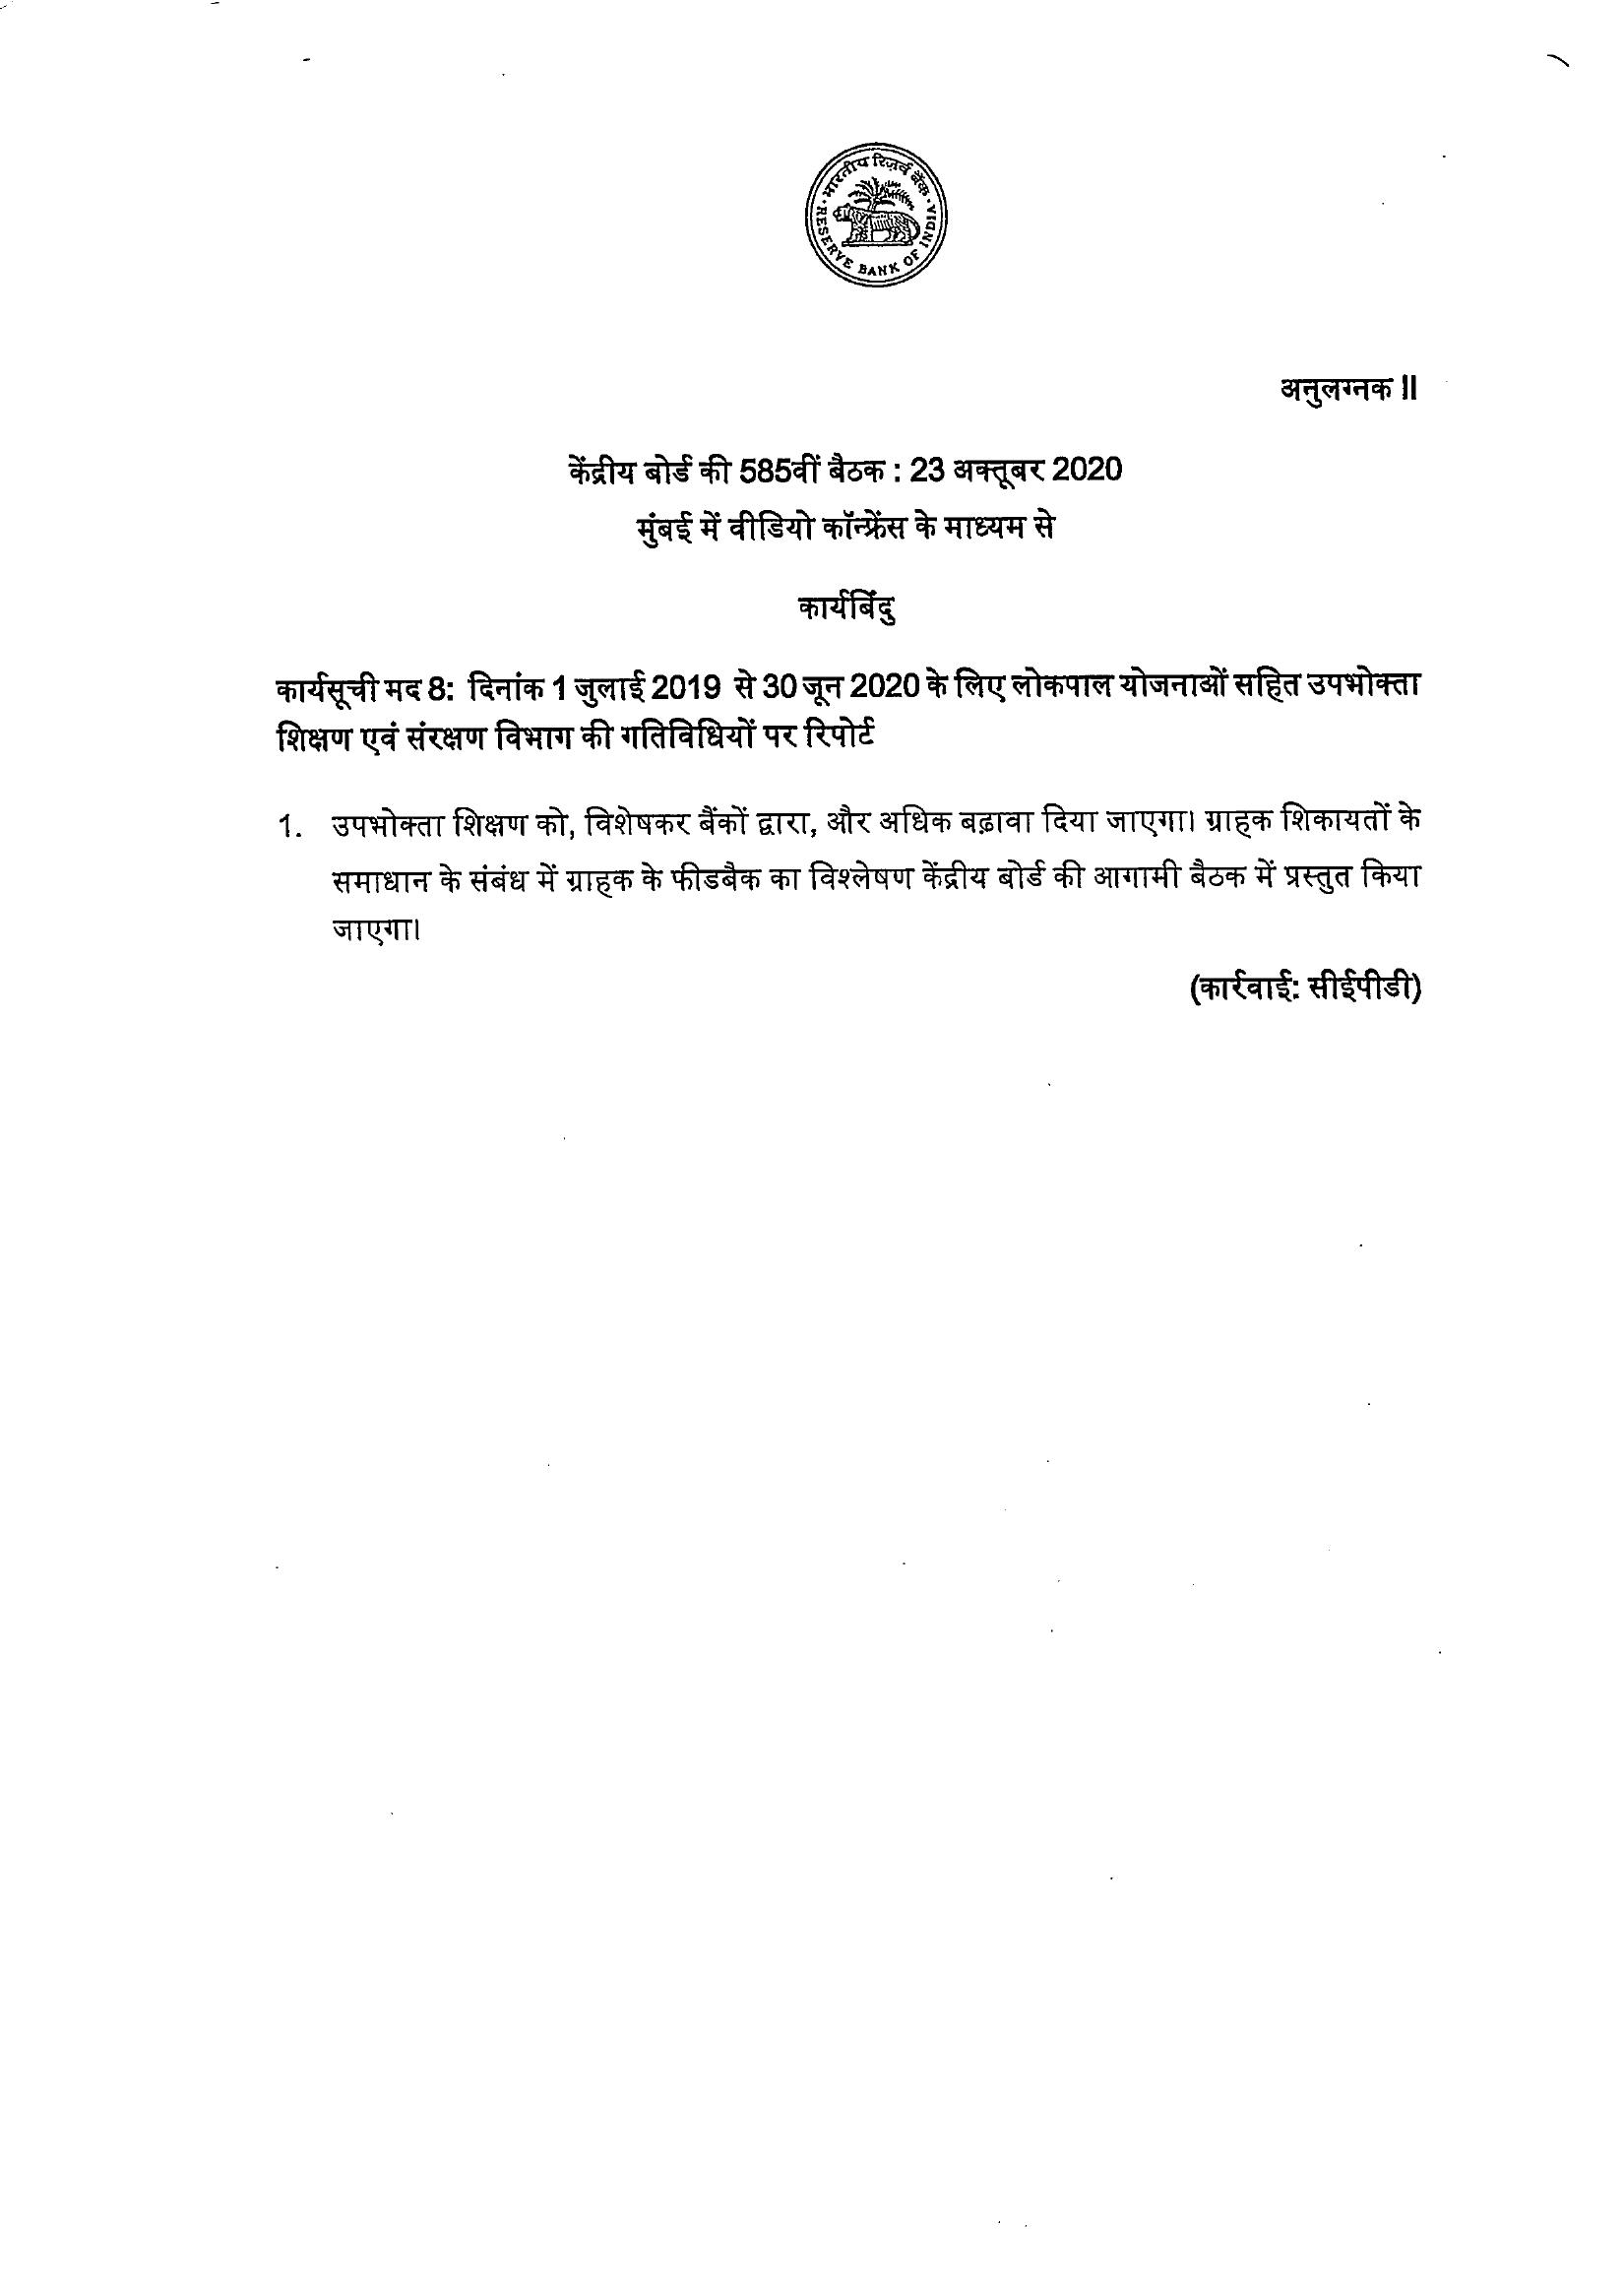 भारतीय रिज़र्व बैंक
RESERVE BANK OF INDIA
अनुलग्नक II
केंद्रीय बोर्ड की 585वीं बैठक : 23 अक्तूबर 2020
मुंबई में वीडियो कॉन्फ्रेंस के माध्यम से
कार्यबिंदु
कार्यसूची मद 8: दिनांक 1 जुलाई 2019 से 30 जून 2020 के लिए लोकपाल योजनाओं सहित उपभोक्ता
शिक्षण एवं संरक्षण विभाग की गतिविधियों पर रिपोर्ट
1. उपभोक्ता शिक्षण को, विशेषकर बैंकों द्वारा, और अधिक बढ़ावा दिया जाएगा। ग्राहक शिकायतों के
समाधान के संबंध में ग्राहक के फीडबैक का विश्लेषण केंद्रीय बोर्ड की आगामी बैठक में प्रस्तुत किया
जाएगा।
(कार्रवाई: सीईपीडी)